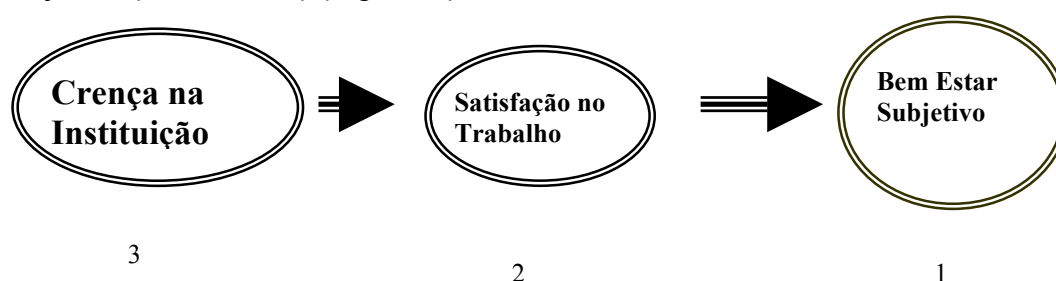 Crença na
Instituição
Satisfação no
Trabalho
Bem Estar
Subjetivo
3
2
1